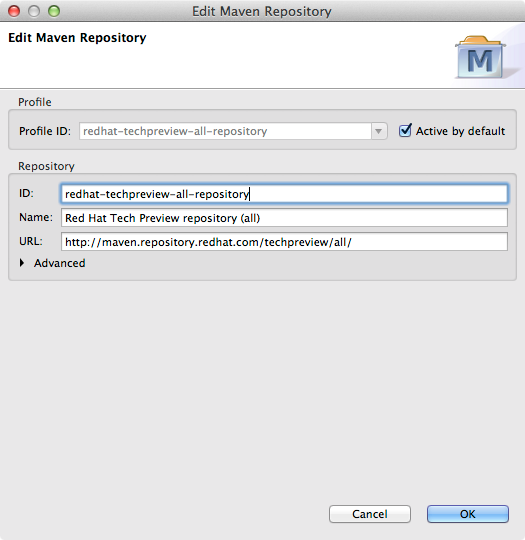 Edit Maven Repository
Edit Maven Repository
M
Profile
Profile ID: redhat-techpreview-all-repository Active by default
Repository
ID: redhat-techpreview-all-repository
Name: Red Hat Tech Preview repository (all)
URL: http://maven.repository.redhat.com/techpreview/all/
Advanced
Cancel OK